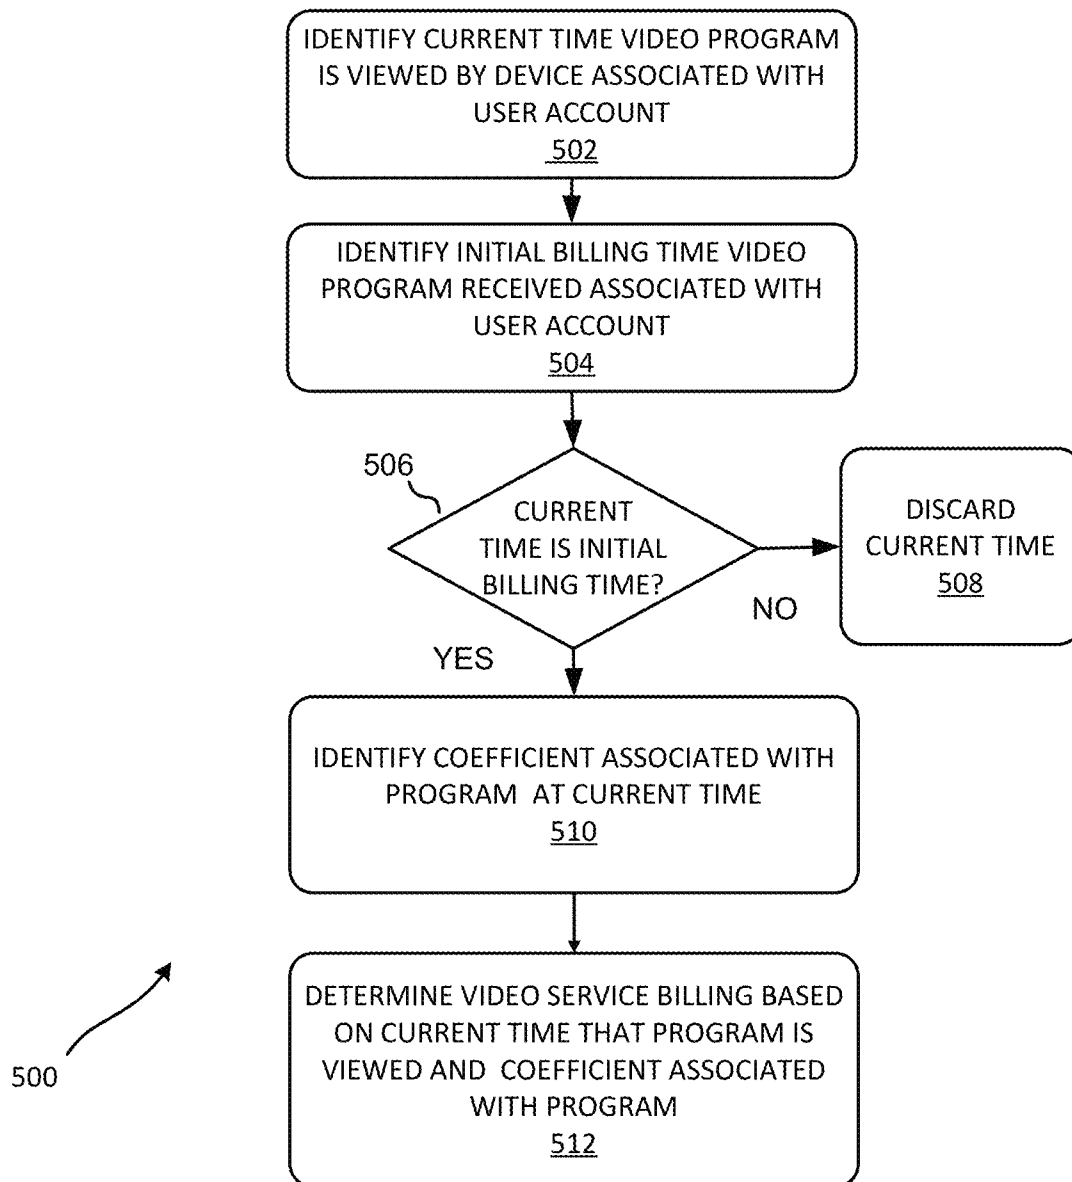 IDENTIFY CURRENT TIME VIDEO PROGRAM
IS VIEWED BY DEVICE ASSOCIATED WITH
USER ACCOUNT
502
IDENTIFY INITIAL BILLING TIME VIDEO
PROGRAM RECEIVED ASSOCIATED WITH
USER ACCOUNT
504
506
CURRENT
TIME IS INITIAL
BILLING TIME?
NO
DISCARD
CURRENT TIME
508
YES
IDENTIFY COEFFICIENT ASSOCIATED WITH
PROGRAM AT CURRENT TIME
510
DETERMINE VIDEO SERVICE BILLING BASED
ON CURRENT TIME THAT PROGRAM IS
VIEWED AND COEFFICIENT ASSOCIATED
WITH PROGRAM
512
500